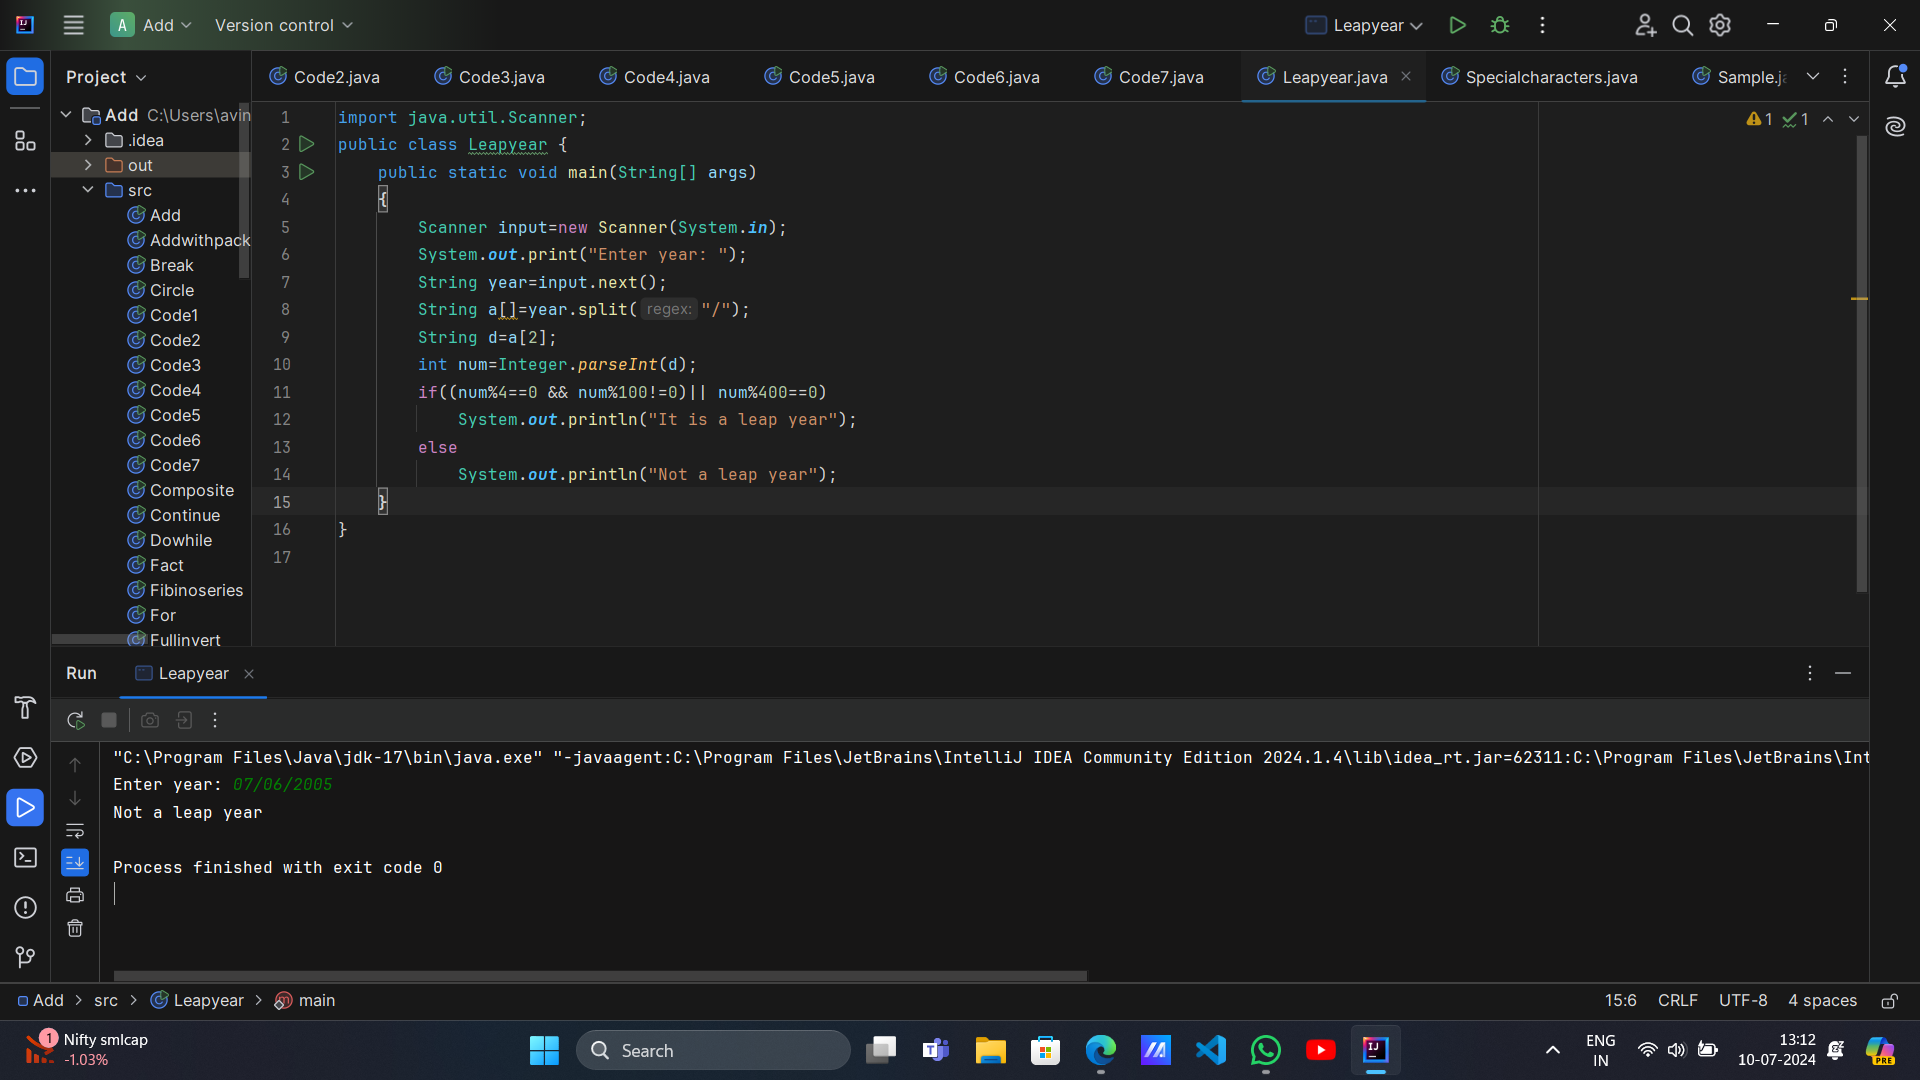 A Add Version control Leapyear
Project Code2.java Code3.java Code4.java Code5.java Code6.java Code7.java Leapyear.java Specialcharacters.java Sample.j
Add C:\Users\avin
.idea
out
src
Add
Addwithpack
Break
Circle
Code1
Code2
Code3
Code4
Code5
Code6
Code7
Composite
Continue
Dowhile
Fact
Fibinoseries
For
Fullinvert
1 import java.util.Scanner;
2 public class Leapyear {
3 public static void main(String[] args)
4 {
5 Scanner input=new Scanner(System.in);
6 System.out.print("Enter year: ");
7 String year=input.next();
8 String a[]=year.split( regex: "/");
9 String d=a[2];
10 int num=Integer.parseInt(d);
11 if((num%4==0 && num%100!=0)|| num%400==0)
12 System.out.println("It is a leap year");
13 else
14 System.out.println("Not a leap year");
15 }
16 }
17
1 1
Run Leapyear
"C:\Program Files\Java\jdk-17\bin\java.exe" "-javaagent:C:\Program Files\JetBrains\IntelliJ IDEA Community Edition 2024.1.4\lib\idea_rt.jar=62311:C:\Program Files\JetBrains\Int
Enter year: 07/06/2005
Not a leap year
Process finished with exit code 0
Add > src > Leapyear > main 15:6 CRLF UTF-8 4 spaces
1 Nifty smlcap
-1.03%
Search
ENG
IN
13:12
10-07-2024
PRE